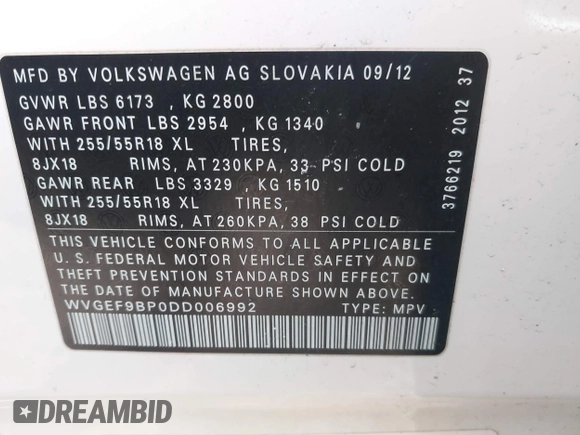 MFD BY VOLKSWAGEN AG SLOVAKIA 09/12
GVWR LBS 6173 , KG 2800
GAWR FRONT LBS 2954 , KG 1340
WITH 255/55R18 XL TIRES,
8JX18 RIMS, AT 230KPA, 33 PSI COLD
GAWR REAR LBS 3329 , KG 1510
WITH 255/55R18 XL TIRES,
8JX18 RIMS, AT 260KPA, 38 PSI COLD
THIS VEHICLE CONFORMS TO ALL APPLICABLE
U. S. FEDERAL MOTOR VEHICLE SAFETY AND
THEFT PREVENTION STANDARDS IN EFFECT ON
THE DATE OF MANUFACTURE SHOWN ABOVE
WVGEF9BP0DD006992 TYPE: MPV
3766219 2012 37
DREAMBID